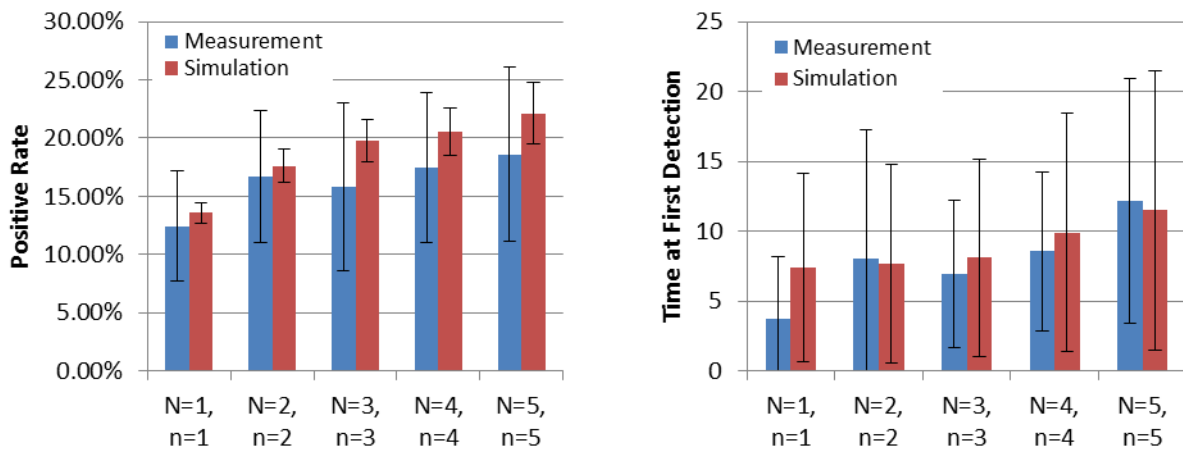 30.00%
25.00%
20.00%
15.00%
10.00%
5.00%
0.00%
Positive Rate
Measurement
Simulation
N=1, N=2, N=3, N=4, N=5,
n=1 n=2 n=3 n=4 n=5
25
20
15
10
5
0
Time at First Detection
Measurement
Simulation
N=1, N=2, N=3, N=4, N=5,
n=1 n=2 n=3 n=4 n=5